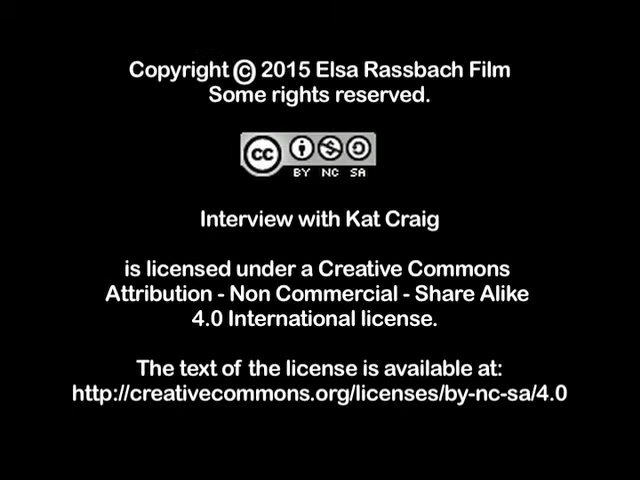 Copyright © 2015 Elsa Rassbach Film
Some rights reserved.
cc
BY NC SA
Interview with Kat Craig
is licensed under a Creative Commons
Attribution - Non Commercial - Share Alike
4.0 International license.
The text of the license is available at:
http://creativecommons.org/licenses/by-nc-sa/4.0